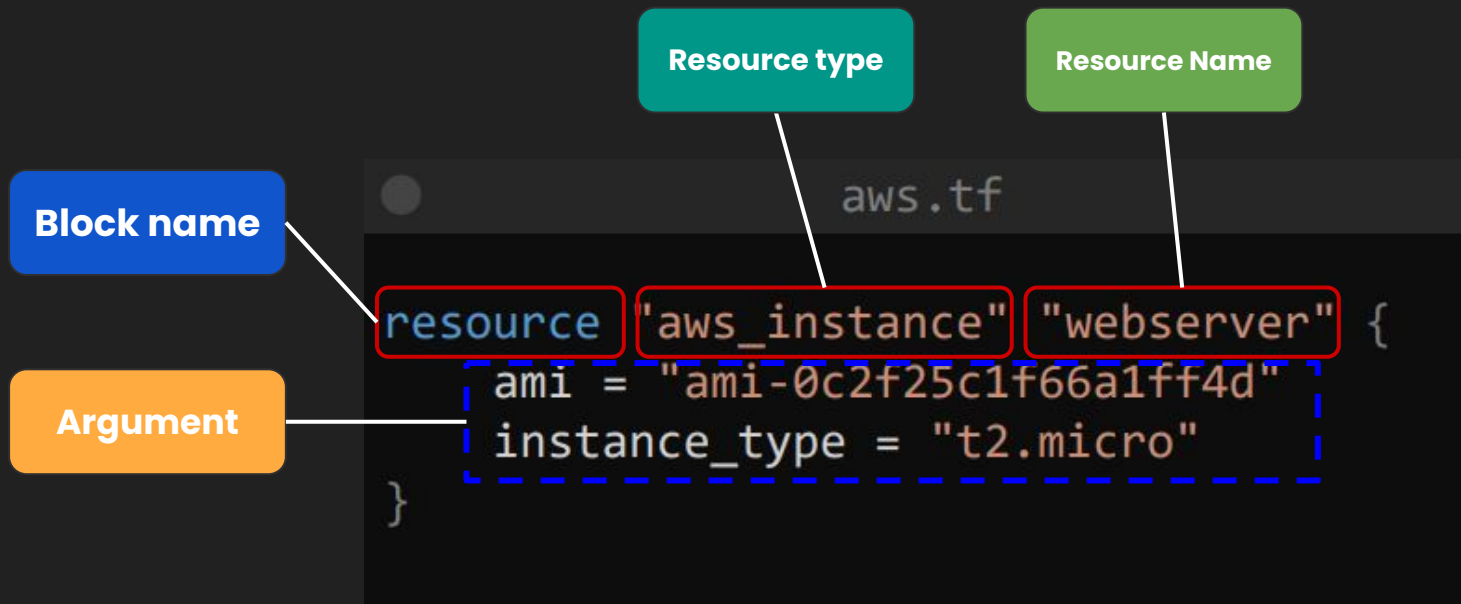 Resource type
Resource Name
Block name
aws.tf
resource "aws_instance" "webserver" {
Argument
ami = "ami-0c2f25c1f66a1ff4d"
instance_type = "t2.micro"
}